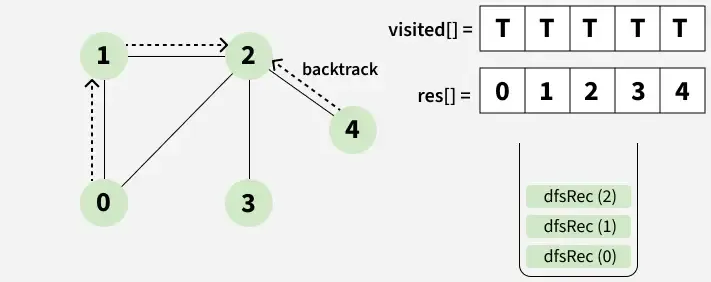 visited[] = T T T T T
1 2
backtrack
res[] = 0 1 2 3 4
4
dfsRec (2)
0 3
dfsRec (1)
dfsRec (0)